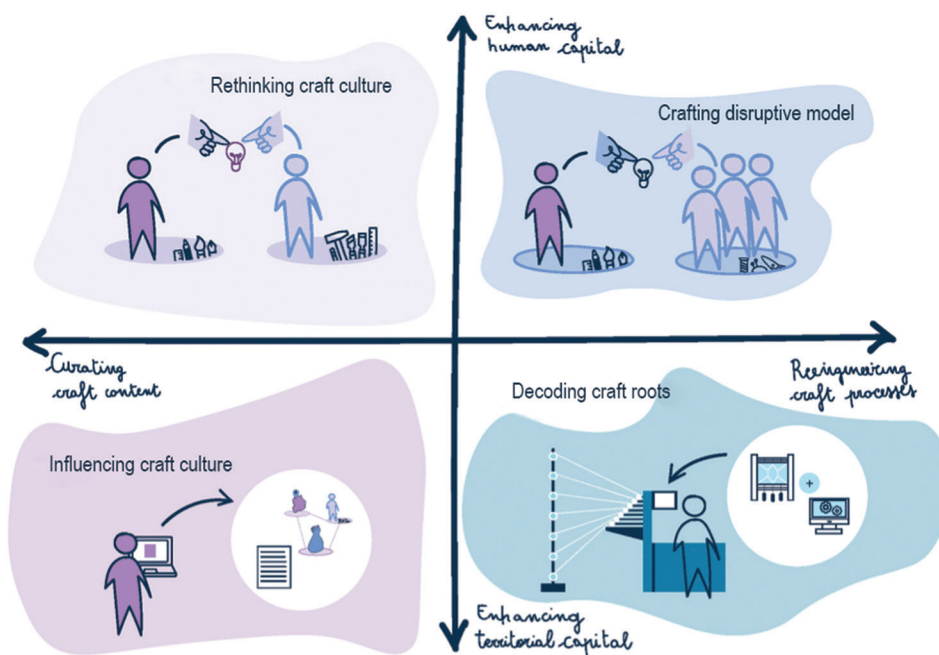 Enhancing
human capital
Rethinking craft culture
Crafting disruptive model
Curating
craft content
Reengineering
craft processes
Decoding craft roots
Influencing craft culture
+
Enhancing
territorial capital